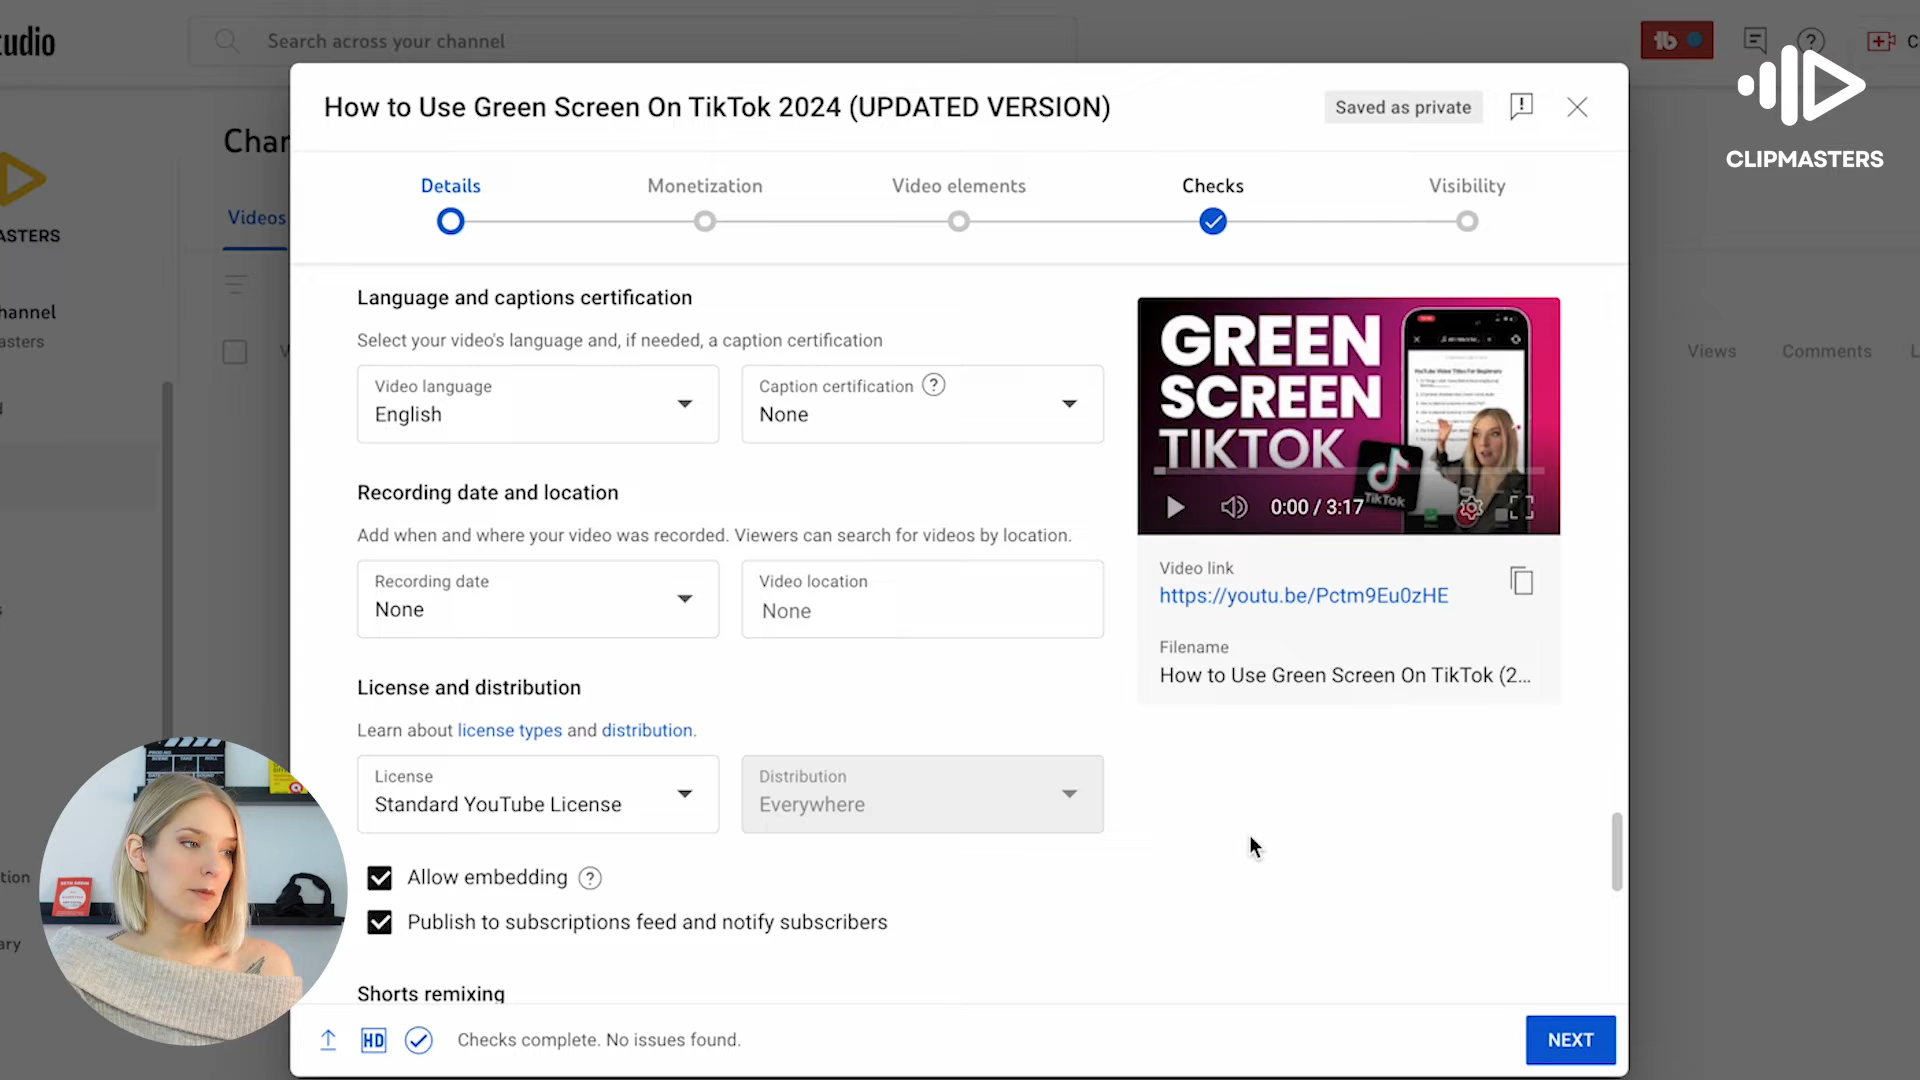 tudio
Search across your channel
CLIPMASTERS
How to Use Green Screen On TikTok 2024 (UPDATED VERSION)
Saved as private
Details
Monetization
Video elements
Checks
Visibility
Chan
Videos
ASTERS
hannel
asters
Views
Comments
Language and captions certification
Select your video's language and, if needed, a caption certification
Video language
English
Caption certification
None
Recording date and location
Add when and where your video was recorded. Viewers can search for videos by location.
Recording date
None
Video location
None
License and distribution
Learn about license types and distribution.
License
Standard YouTube License
Distribution
Everywhere
Allow embedding
Publish to subscriptions feed and notify subscribers
Shorts remixing
GREEN
SCREEN
TIKTOK
TikTok
0:00 / 3:17
Video link
https://youtu.be/Pctm9Eu0zHE
Filename
How to Use Green Screen On TikTok (2...
tion
ary
HD
Checks complete. No issues found.
NEXT